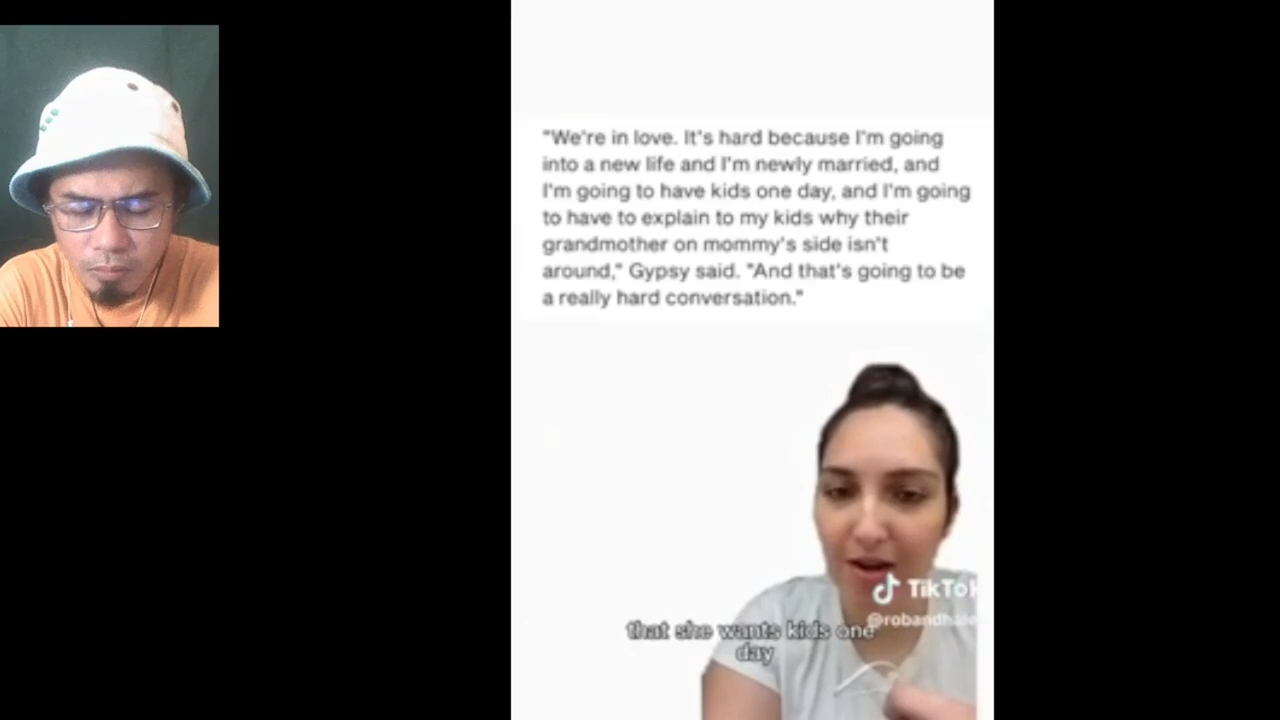 "We're in love. It's hard because I'm going
into a new life and I'm newly married, and
I'm going to have kids one day, and I'm going
to have to explain to my kids why their
grandmother on mommy's side isn't
around," Gypsy said. "And that's going to be
a really hard conversation."
TikTok
that she wants kids one
day